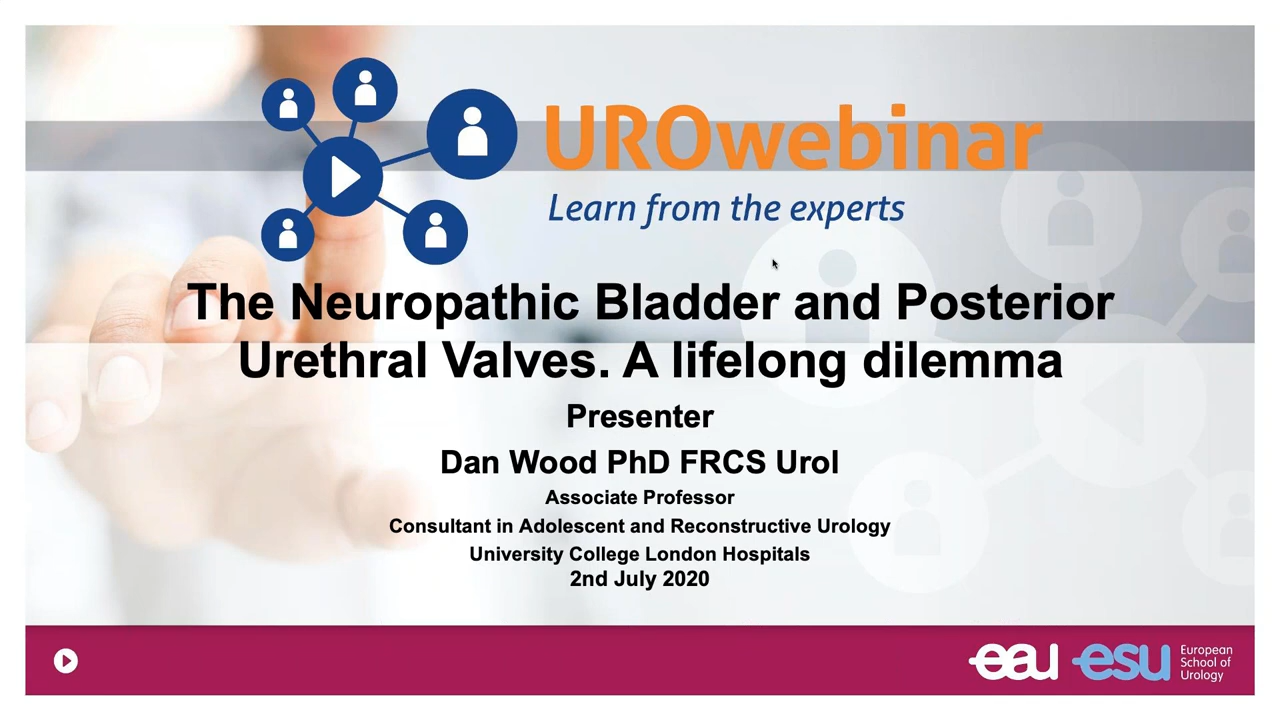 UROwebinar
Learn from the experts
The Neuropathic Bladder and Posterior
Urethral Valves. A lifelong dilemma
Presenter
Dan Wood PhD FRCS Urol
Associate Professor
Consultant in Adolescent and Reconstructive Urology
University College London Hospitals
2nd July 2020
eau esu European
School of
Urology